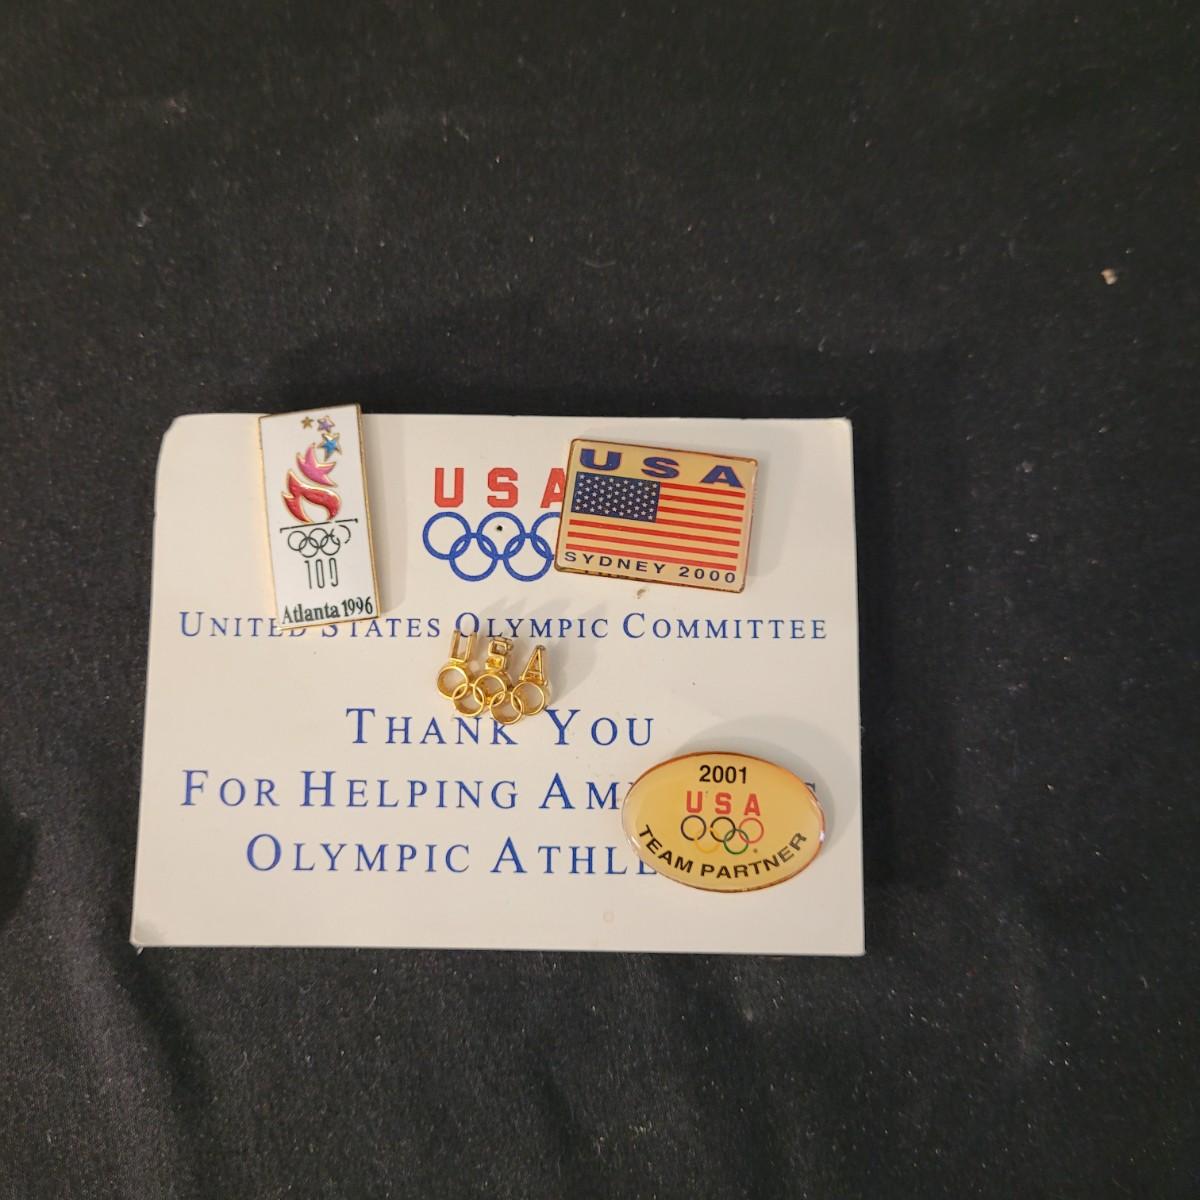 USA
UNITED STATES OLYMPIC COMMITTEE
THANK YOU
FOR HELPING AM
OLYMPIC ATHLE
100
Atlanta 1996
USA
SYDNEY 2000
USA
2001
USA
TEAM PARTNER